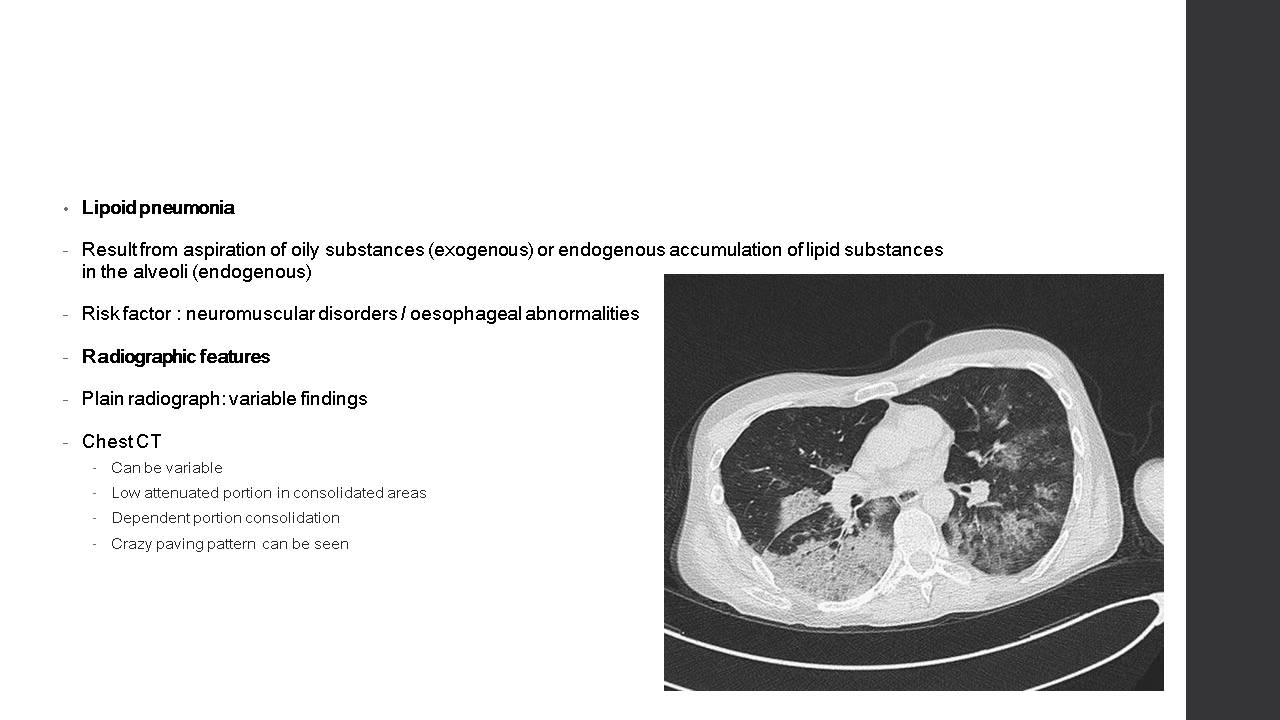 • Lipoid pneumonia
- Result from aspiration of oily substances (exogenous) or endogenous accumulation of lipid substances
in the alveoli (endogenous)
- Risk factor : neuromuscular disorders / oesophageal abnormalities
- Radiographic features
- Plain radiograph: variable findings
- Chest CT
- Can be variable
- Low attenuated portion in consolidated areas
- Dependent portion consolidation
- Crazy paving pattern can be seen